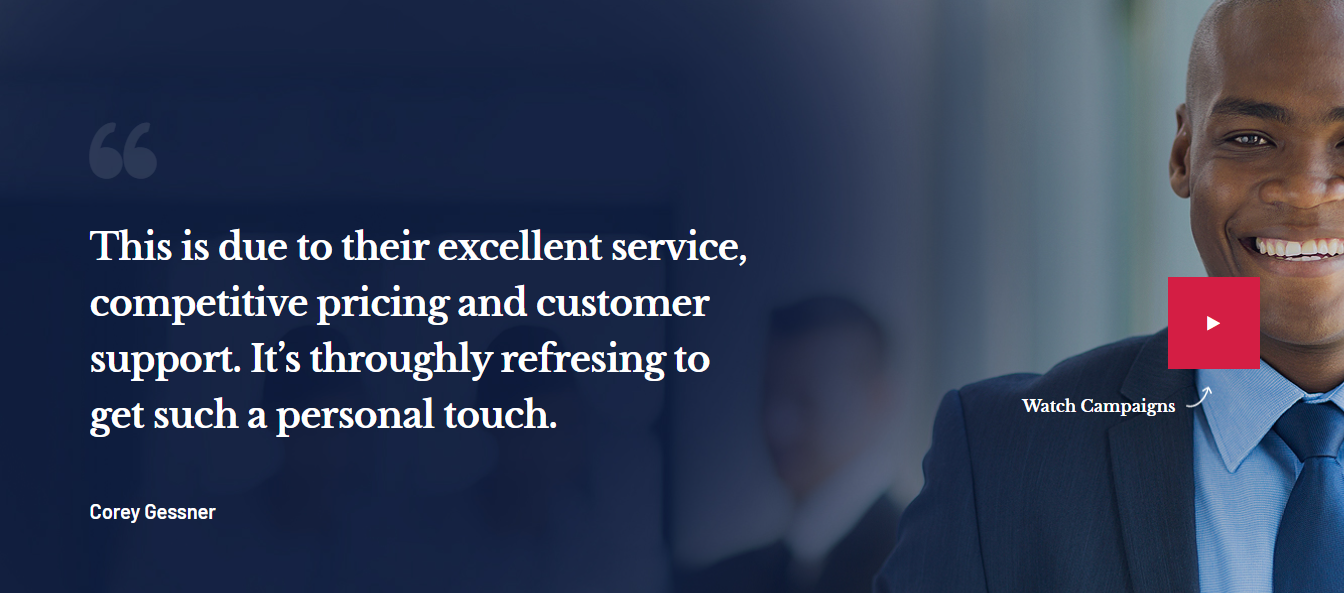 “
This is due to their excellent service,
competitive pricing and customer
support. It’s throughly refresing to
get such a personal touch.
Watch Campaigns
Corey Gessner